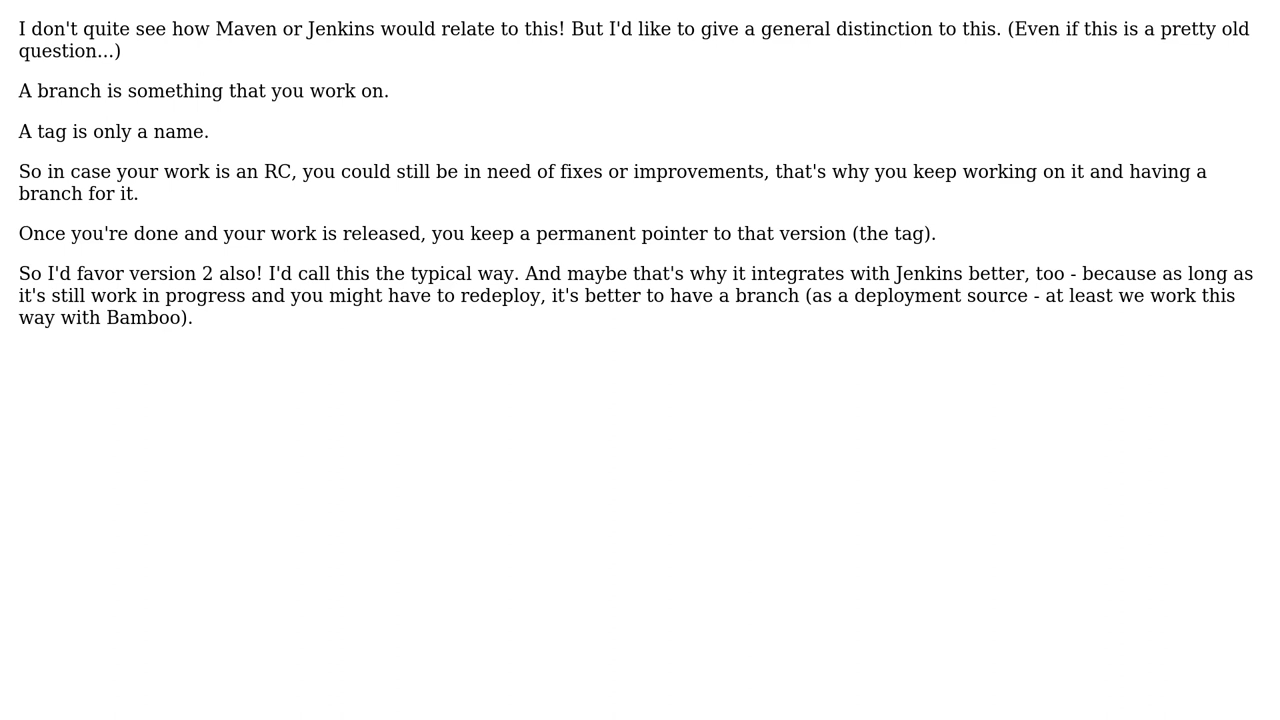 I don't quite see how Maven or Jenkins would relate to this! But I'd like to give a general distinction to this. (Even if this is a pretty old
question...)
A branch is something that you work on.
A tag is only a name.
So in case your work is an RC, you could still be in need of fixes or improvements, that's why you keep working on it and having a
branch for it.
Once you're done and your work is released, you keep a permanent pointer to that version (the tag).
So I'd favor version 2 also! I'd call this the typical way. And maybe that's why it integrates with Jenkins better, too - because as long as
it's still work in progress and you might have to redeploy, it's better to have a branch (as a deployment source - at least we work this
way with Bamboo).